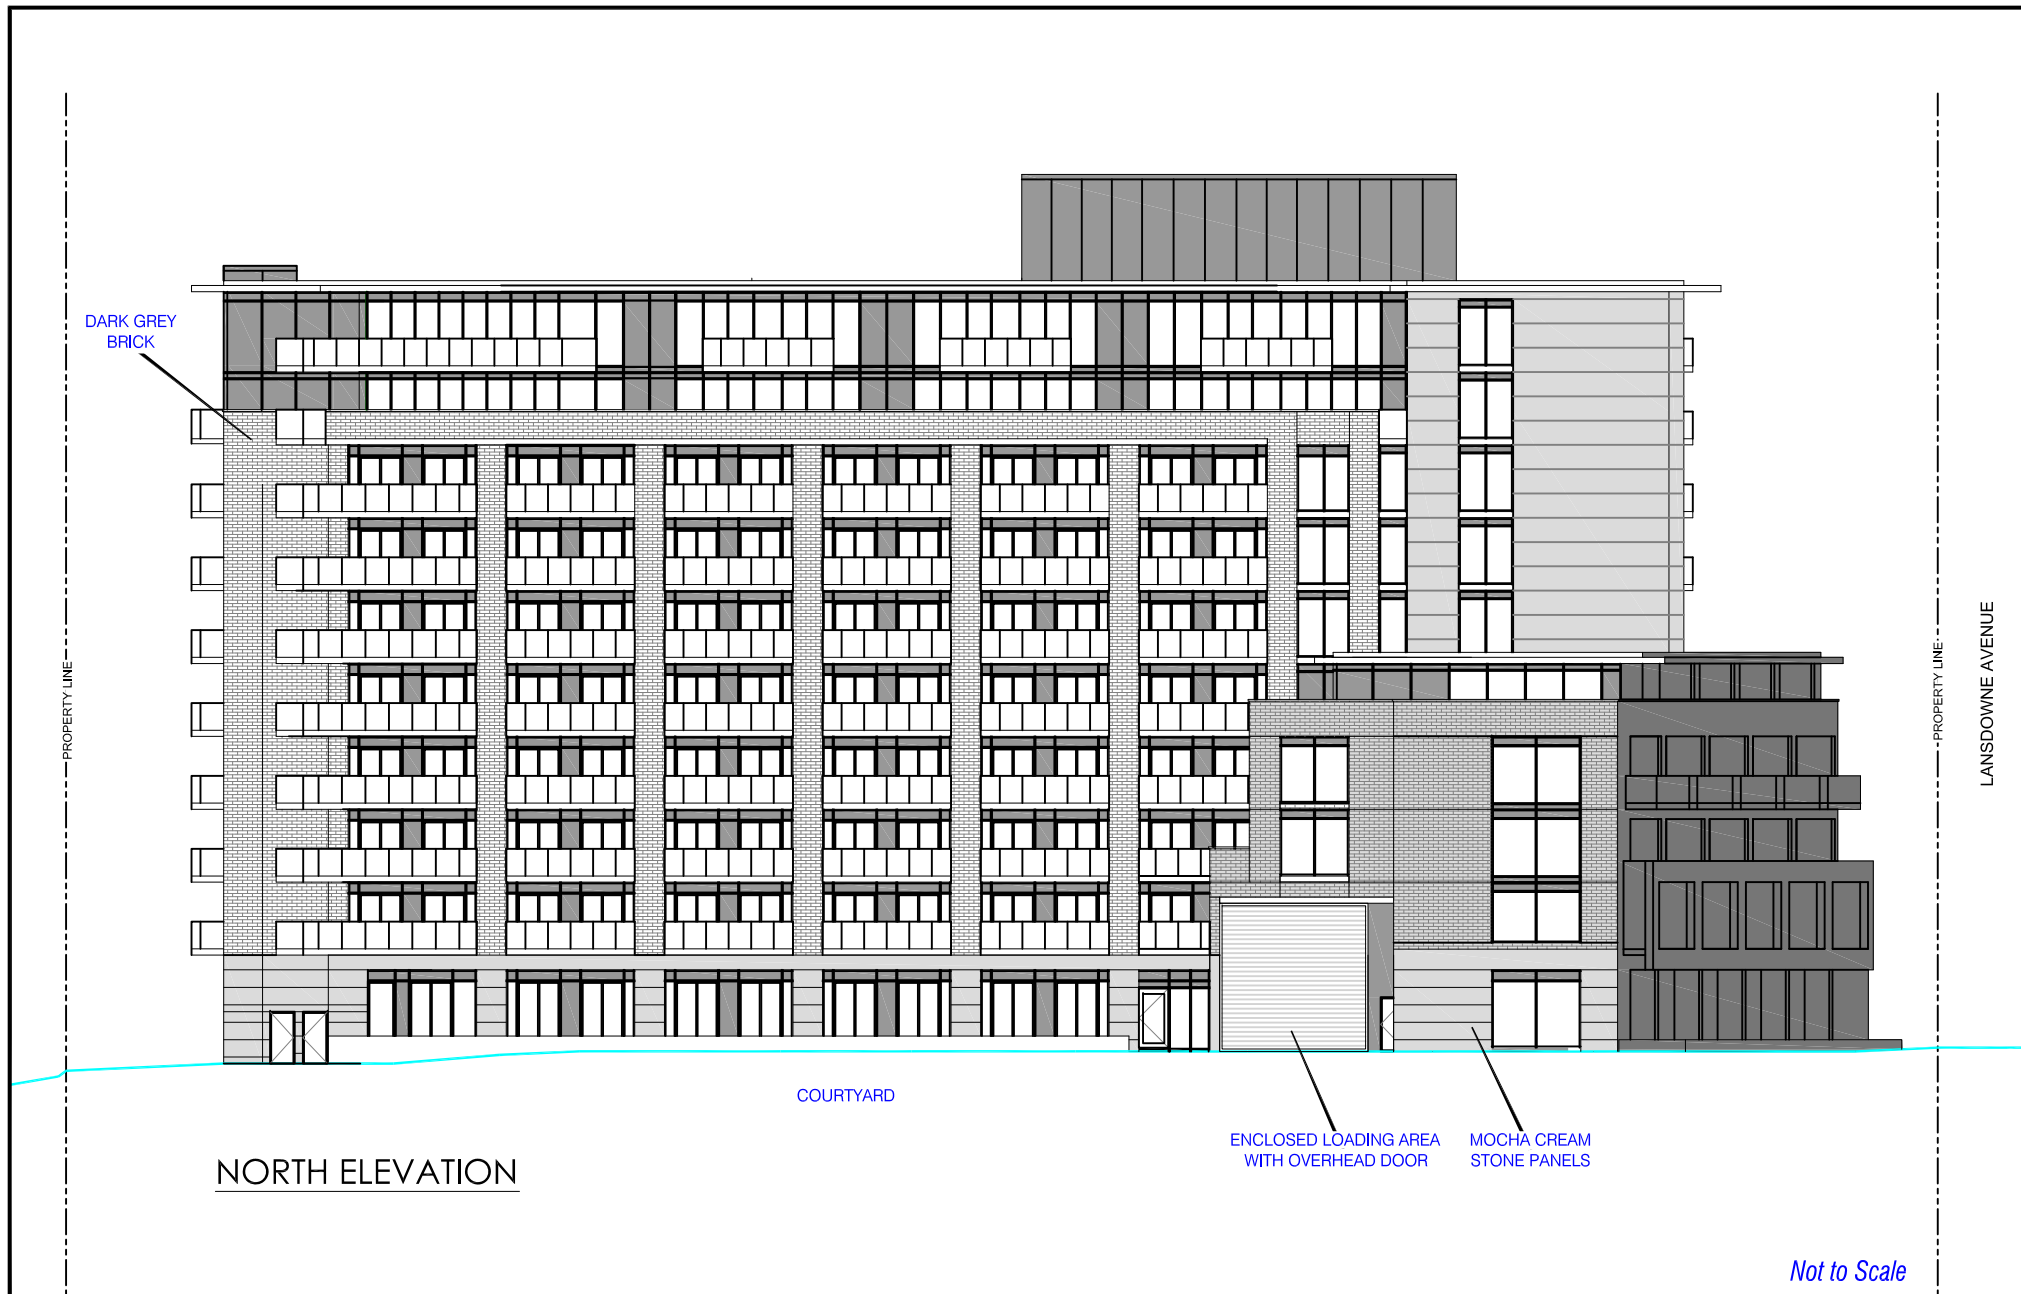 DARK GREY
BRICK
PROPERTY LINE
PROPERTY LINE
LANSDOWNE AVENUE
COURTYARD
ENCLOSED LOADING AREA
WITH OVERHEAD DOOR
MOCHA CREAM
STONE PANELS
NORTH ELEVATION
Not to Scale